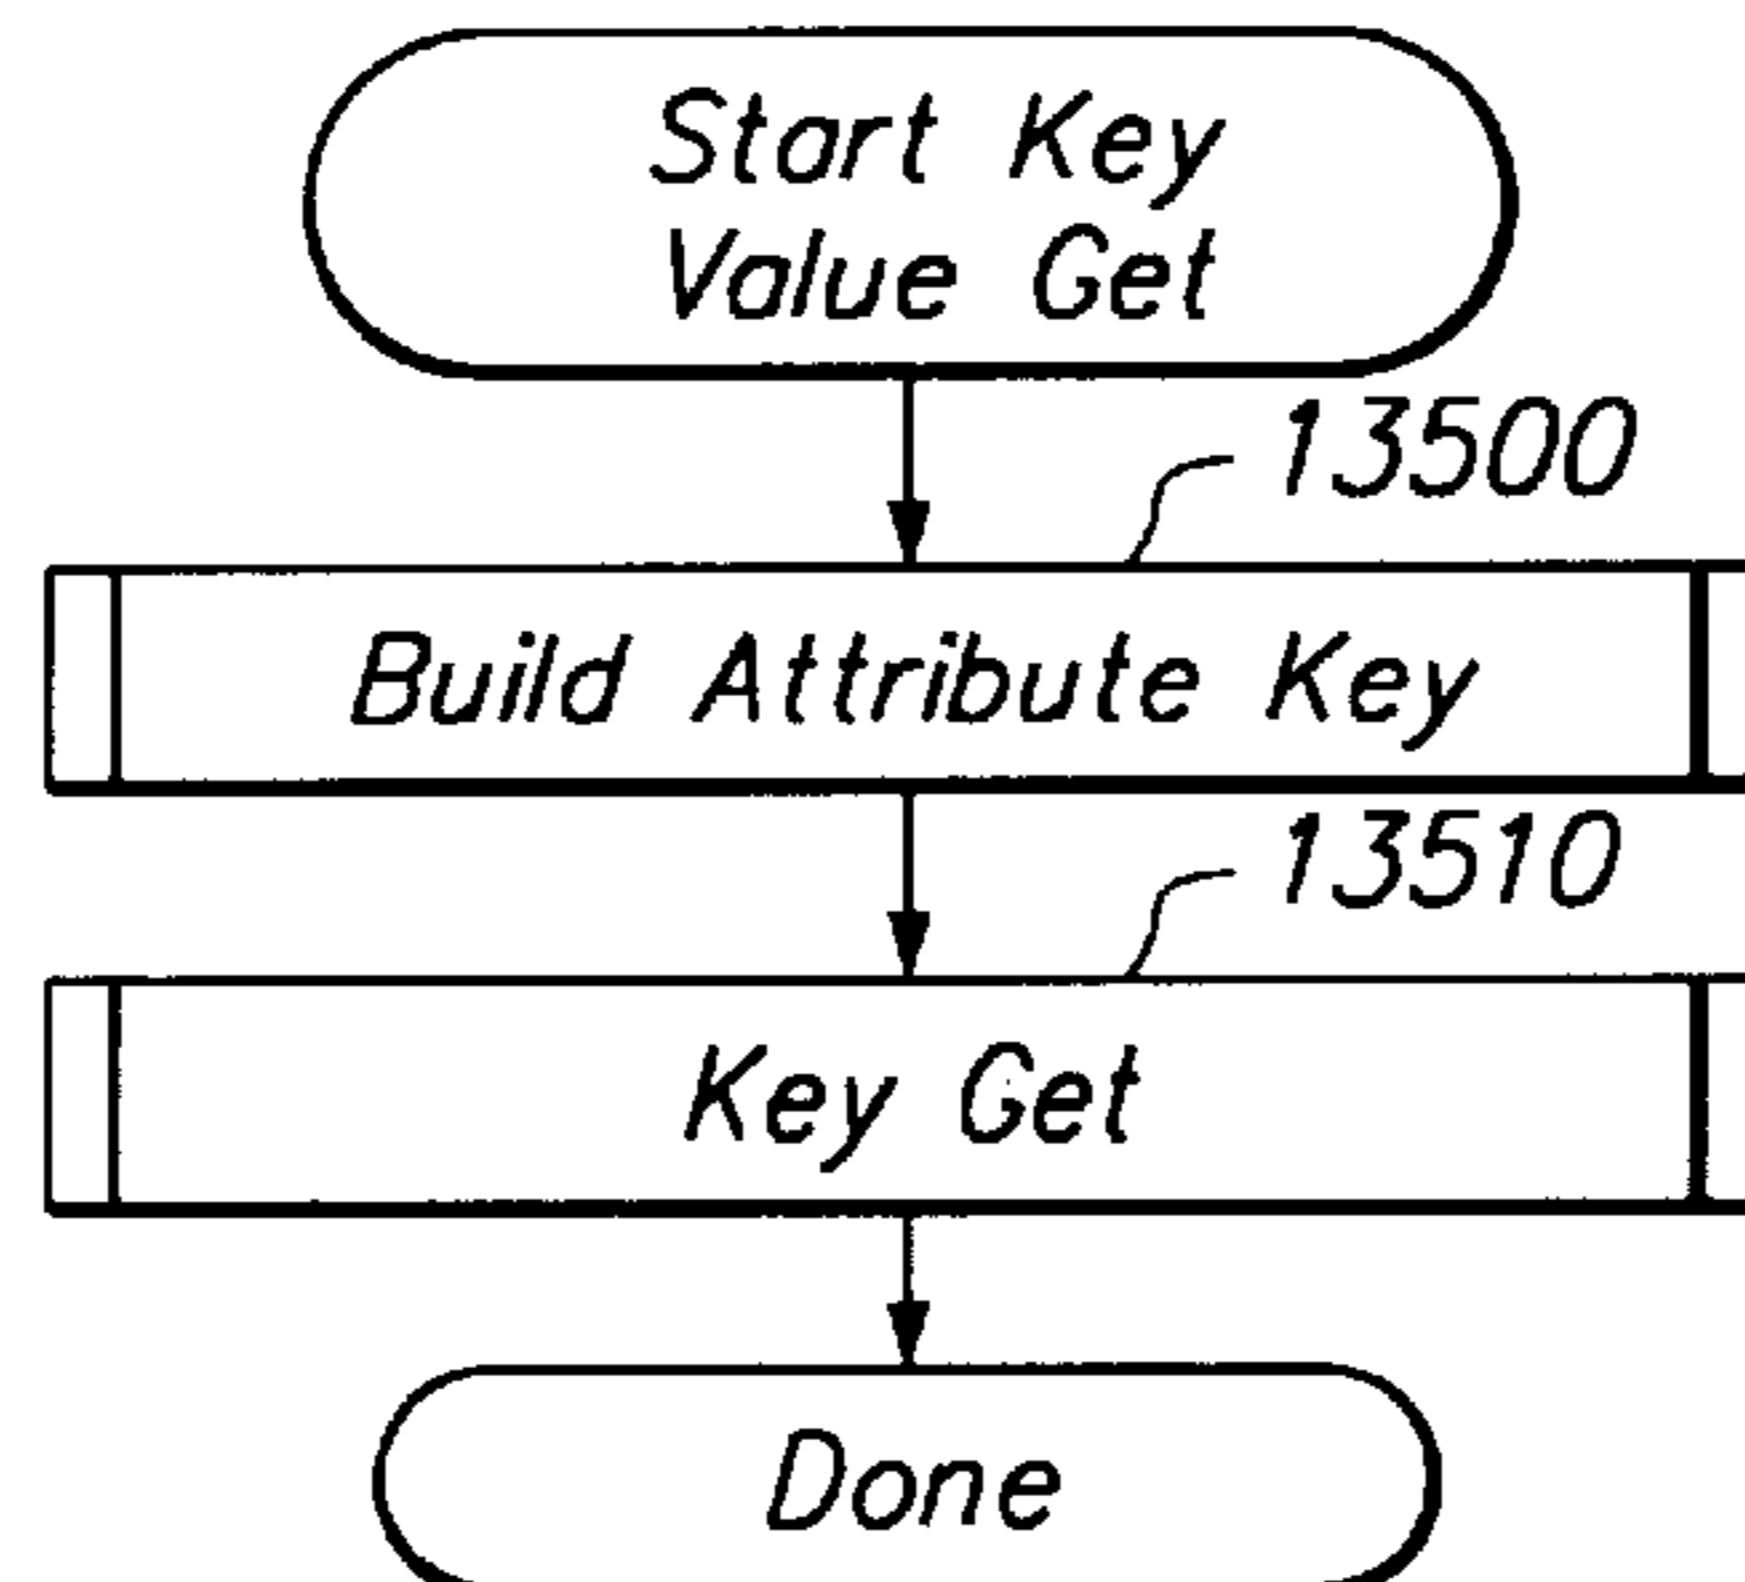 Start Key
Value Get
13500
Build Attribute Key
13510
Key Get
Done